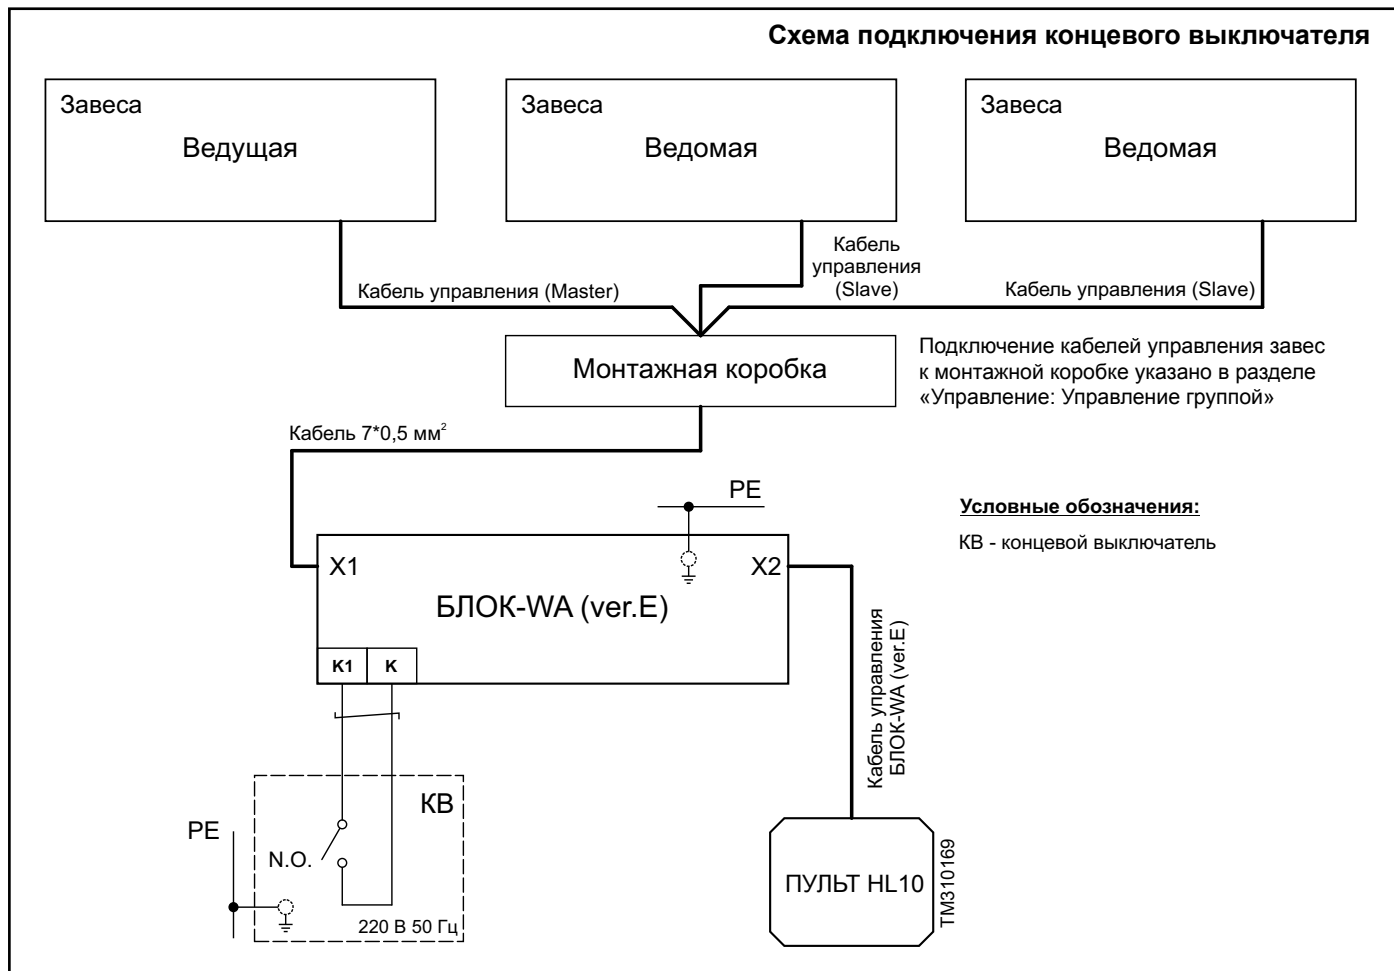 Схема подключения концевого выключателя
Завеса
Ведущая
Завеса
Ведомая
Завеса
Ведомая
Кабель управления (Master)
Кабель
управления
(Slave)
Кабель управления (Slave)
Монтажная коробка
Подключение кабелей управления завес
к монтажной коробке указано в разделе
«Управление: Управление группой»
Кабель 7*0,5 мм²
PE
Условные обозначения:
КВ - концевой выключатель
X1
X2
БЛОК-WA (ver.E)
K1
K
Кабель управления
БЛОК-WA (ver.E)
КВ
PE
N.O.
220 В 50 Гц
ПУЛЬТ HL10
TM310169